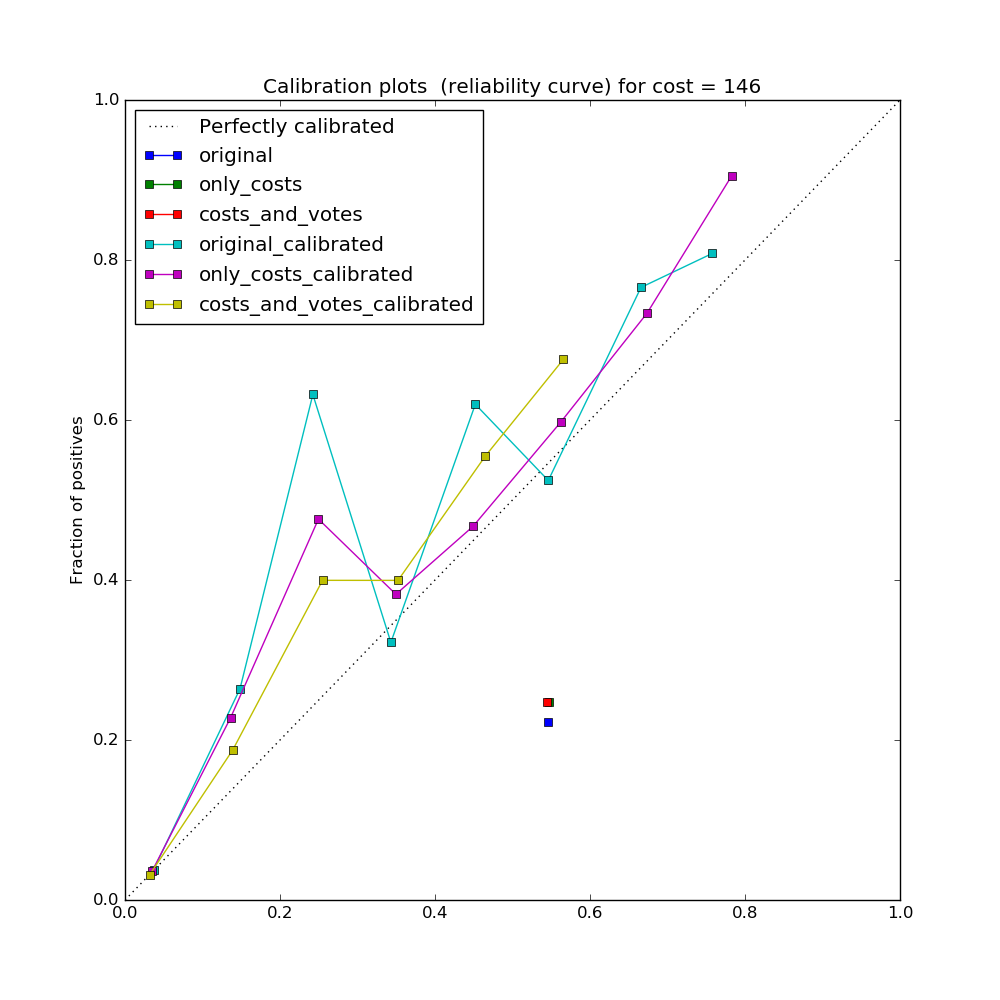 Calibration plots  (reliability curve) for cost = 146
1.0
Perfectly calibrated
original
only_costs
costs_and_votes
original_calibrated
only_costs_calibrated
costs_and_votes_calibrated
0.8
0.6
Fraction of positives
0.4
0.2
0.0
0.0 0.2 0.4 0.6 0.8 1.0